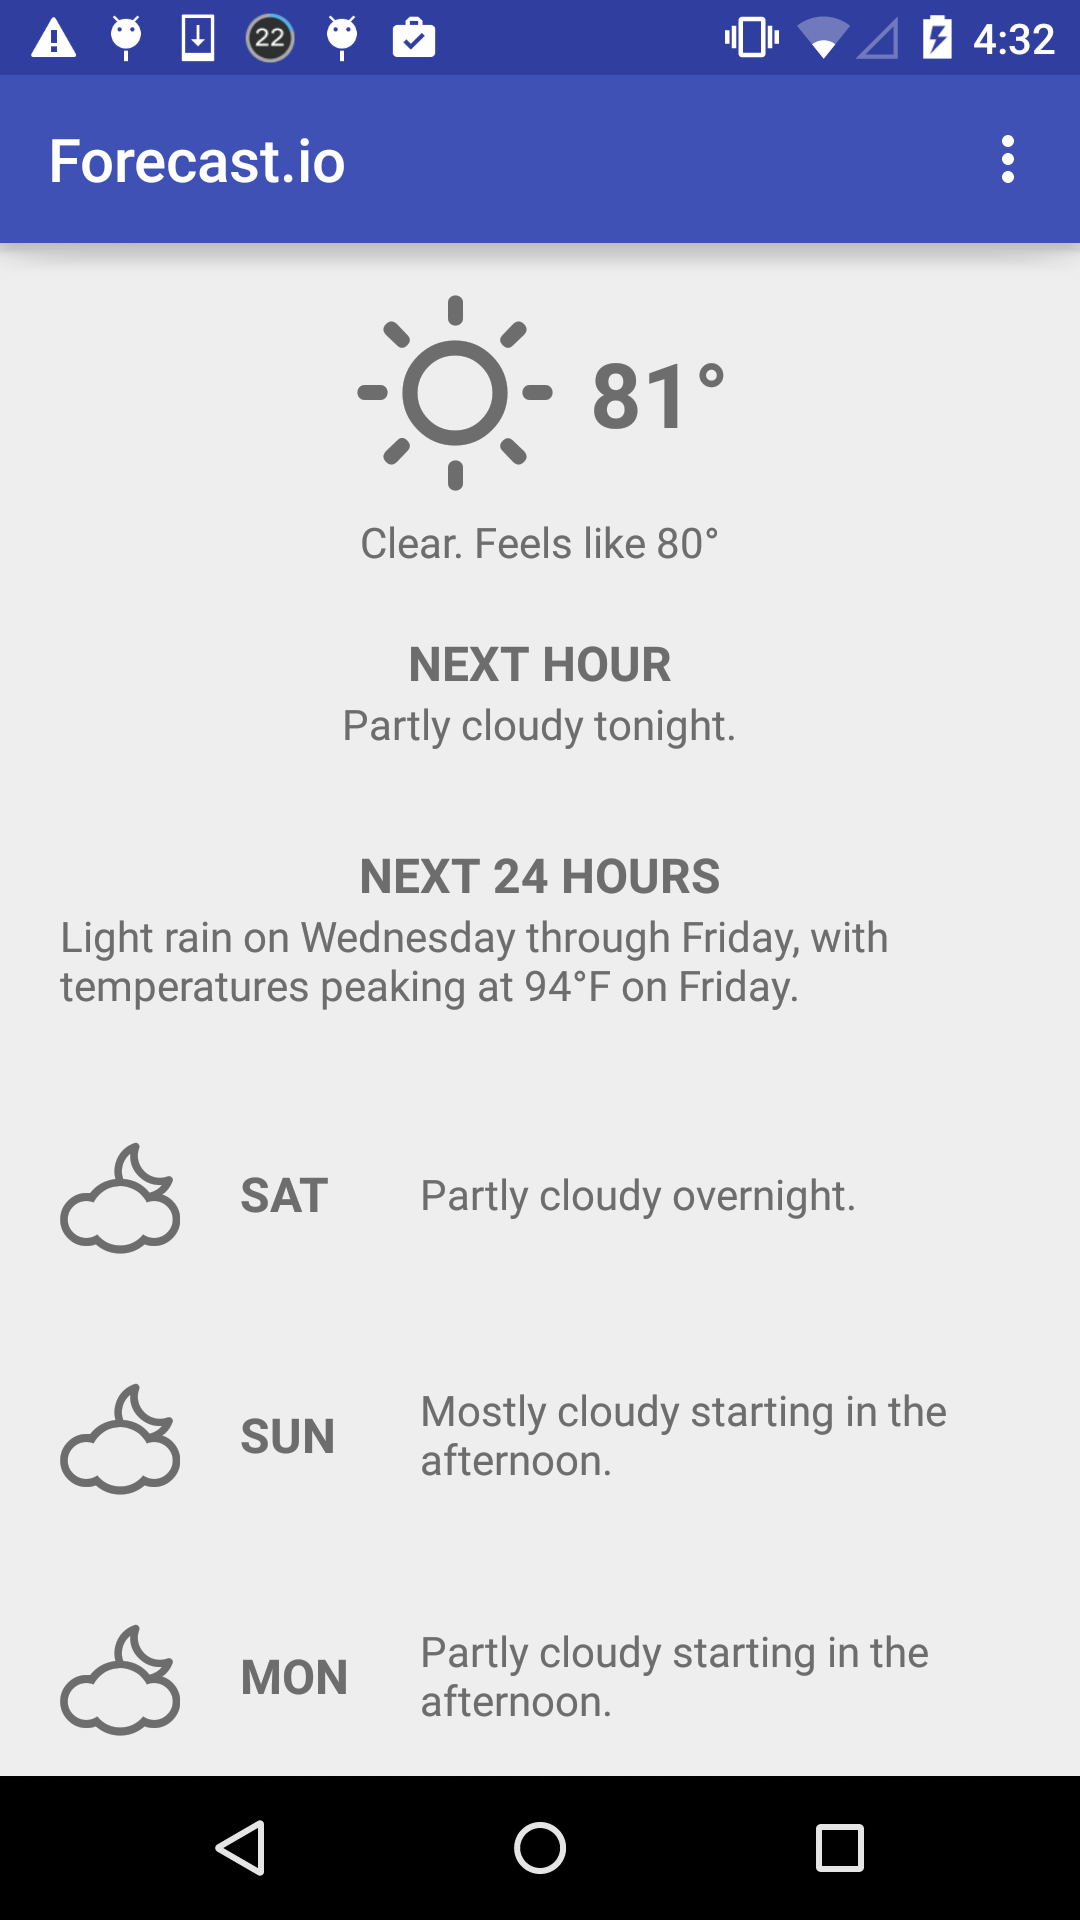 22 4:32
Forecast.io
81°
Clear. Feels like 80°
NEXT HOUR
Partly cloudy tonight.
NEXT 24 HOURS
Light rain on Wednesday through Friday, with
temperatures peaking at 94°F on Friday.
SAT Partly cloudy overnight.
SUN Mostly cloudy starting in the
afternoon.
MON Partly cloudy starting in the
afternoon.